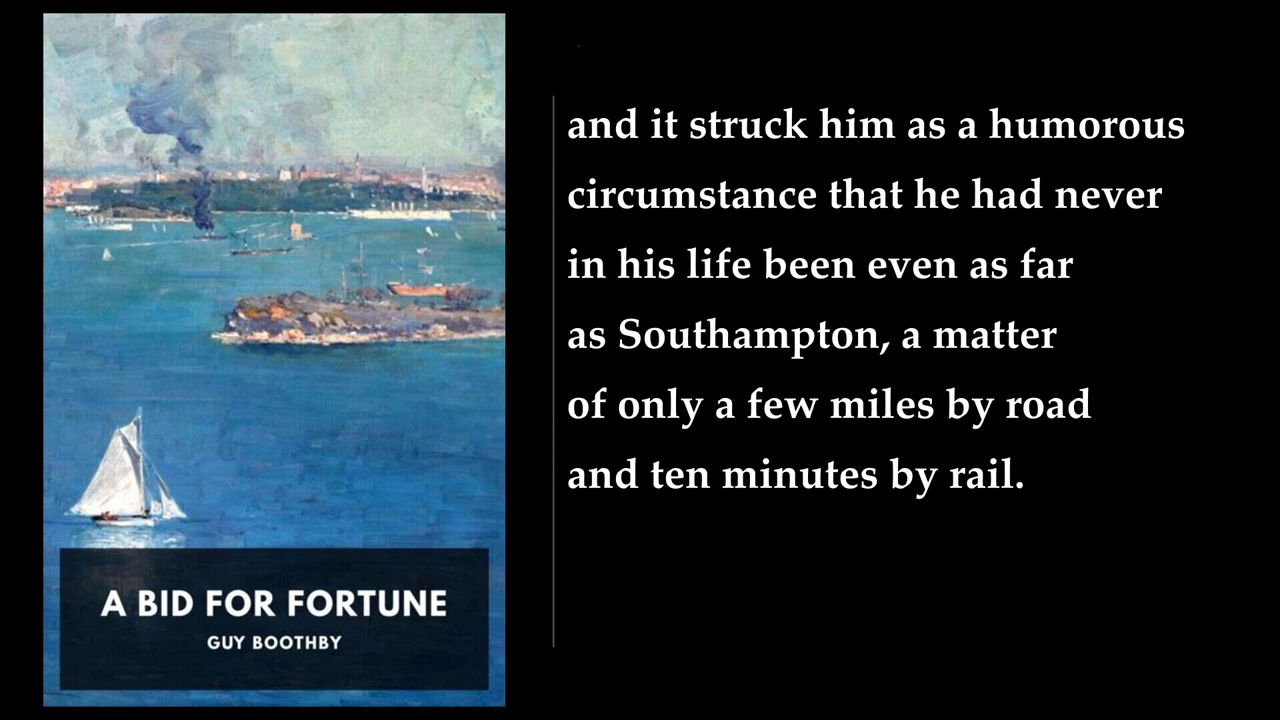 and it struck him as a humorous
circumstance that he had never
in his life been even as far
as Southampton, a matter
of only a few miles by road
and ten minutes by rail.
A BID FOR FORTUNE
GUY BOOTHBY